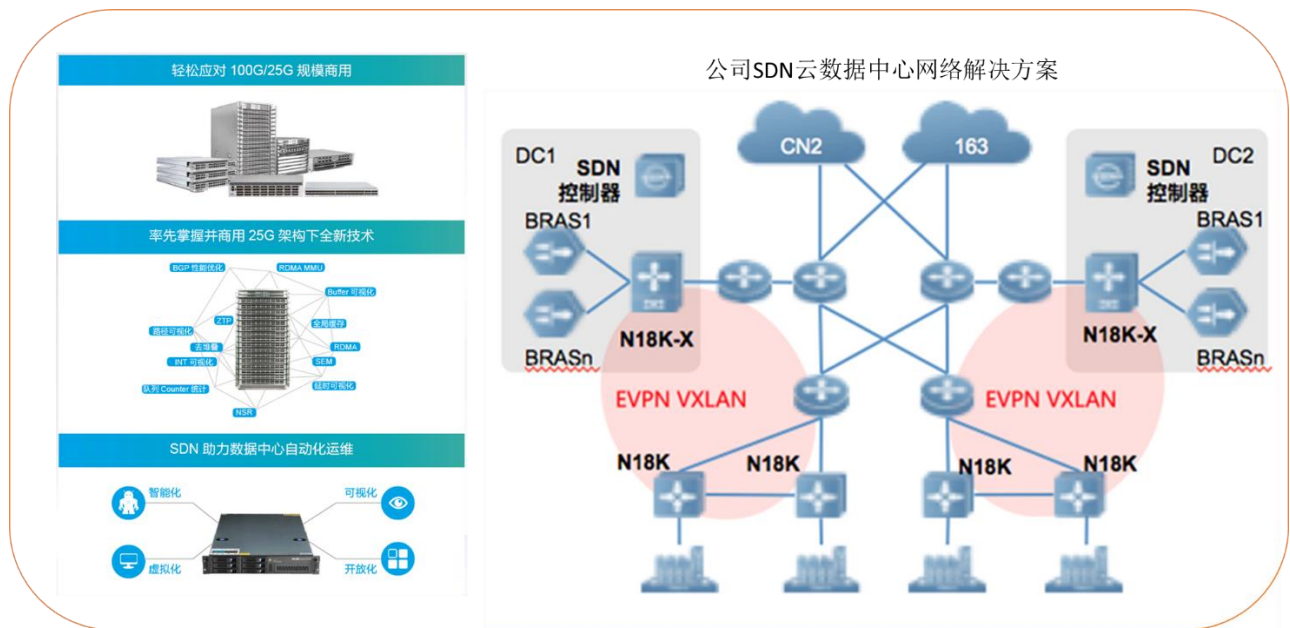 轻松应对 100G/25G 规模商用
率先掌握并商用 25G 架构下全新技术
BGP 性能优化
RDMA MMU
Buffer 可视化
ZTP
全局缓存
路径可视化
去堆叠
RDMA
INT 可视化
SEM
队列 Counter 统计
延时可视化
NSR
SDN 助力数据中心自动化运维
智能化
可视化
虚拟化
开放化
公司SDN云数据中心网络解决方案
CN2
163
DC1
SDN
控制器
BRAS1
BRASn
N18K-X
SDN
控制器
DC2
BRAS1
N18K-X
BRASn
EVPN VXLAN
EVPN VXLAN
N18K
N18K
N18K
N18K